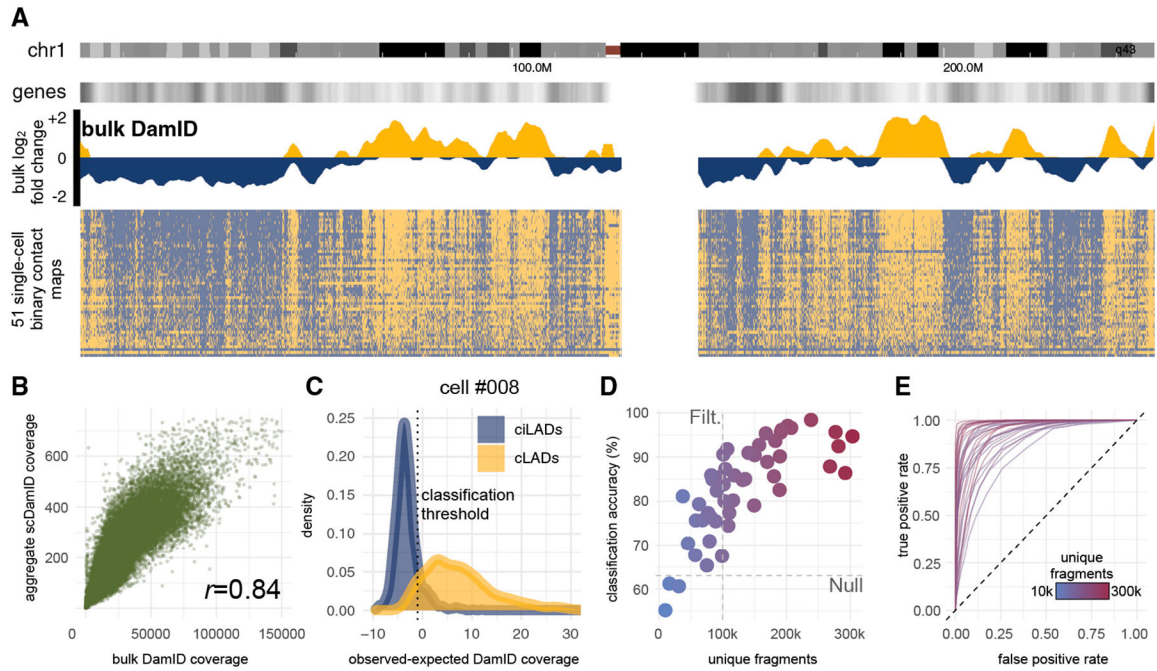 A
chr1
q43
100.0M
200.0M
genes
bulk log2
fold change
+2
0
-2
bulk DamID
51 single-cell
binary contact
maps
B
aggregate scDamID coverage
600
400
200
0
50000
100000
150000
r=0.84
bulk DamID coverage
C
cell #008
density
0.25
0.20
0.15
0.10
0.05
0.00
ciLADs
cLADs
classification
threshold
−10
0
10
20
30
observed-expected DamID coverage
D
classification accuracy (%)
100
90
80
70
60
Filt.
Null
0
100k
200k
300k
unique fragments
E
true positive rate
1.00
0.75
0.50
0.25
0.00
unique
fragments
10k
300k
0.00
0.25
0.50
0.75
1.00
false positive rate